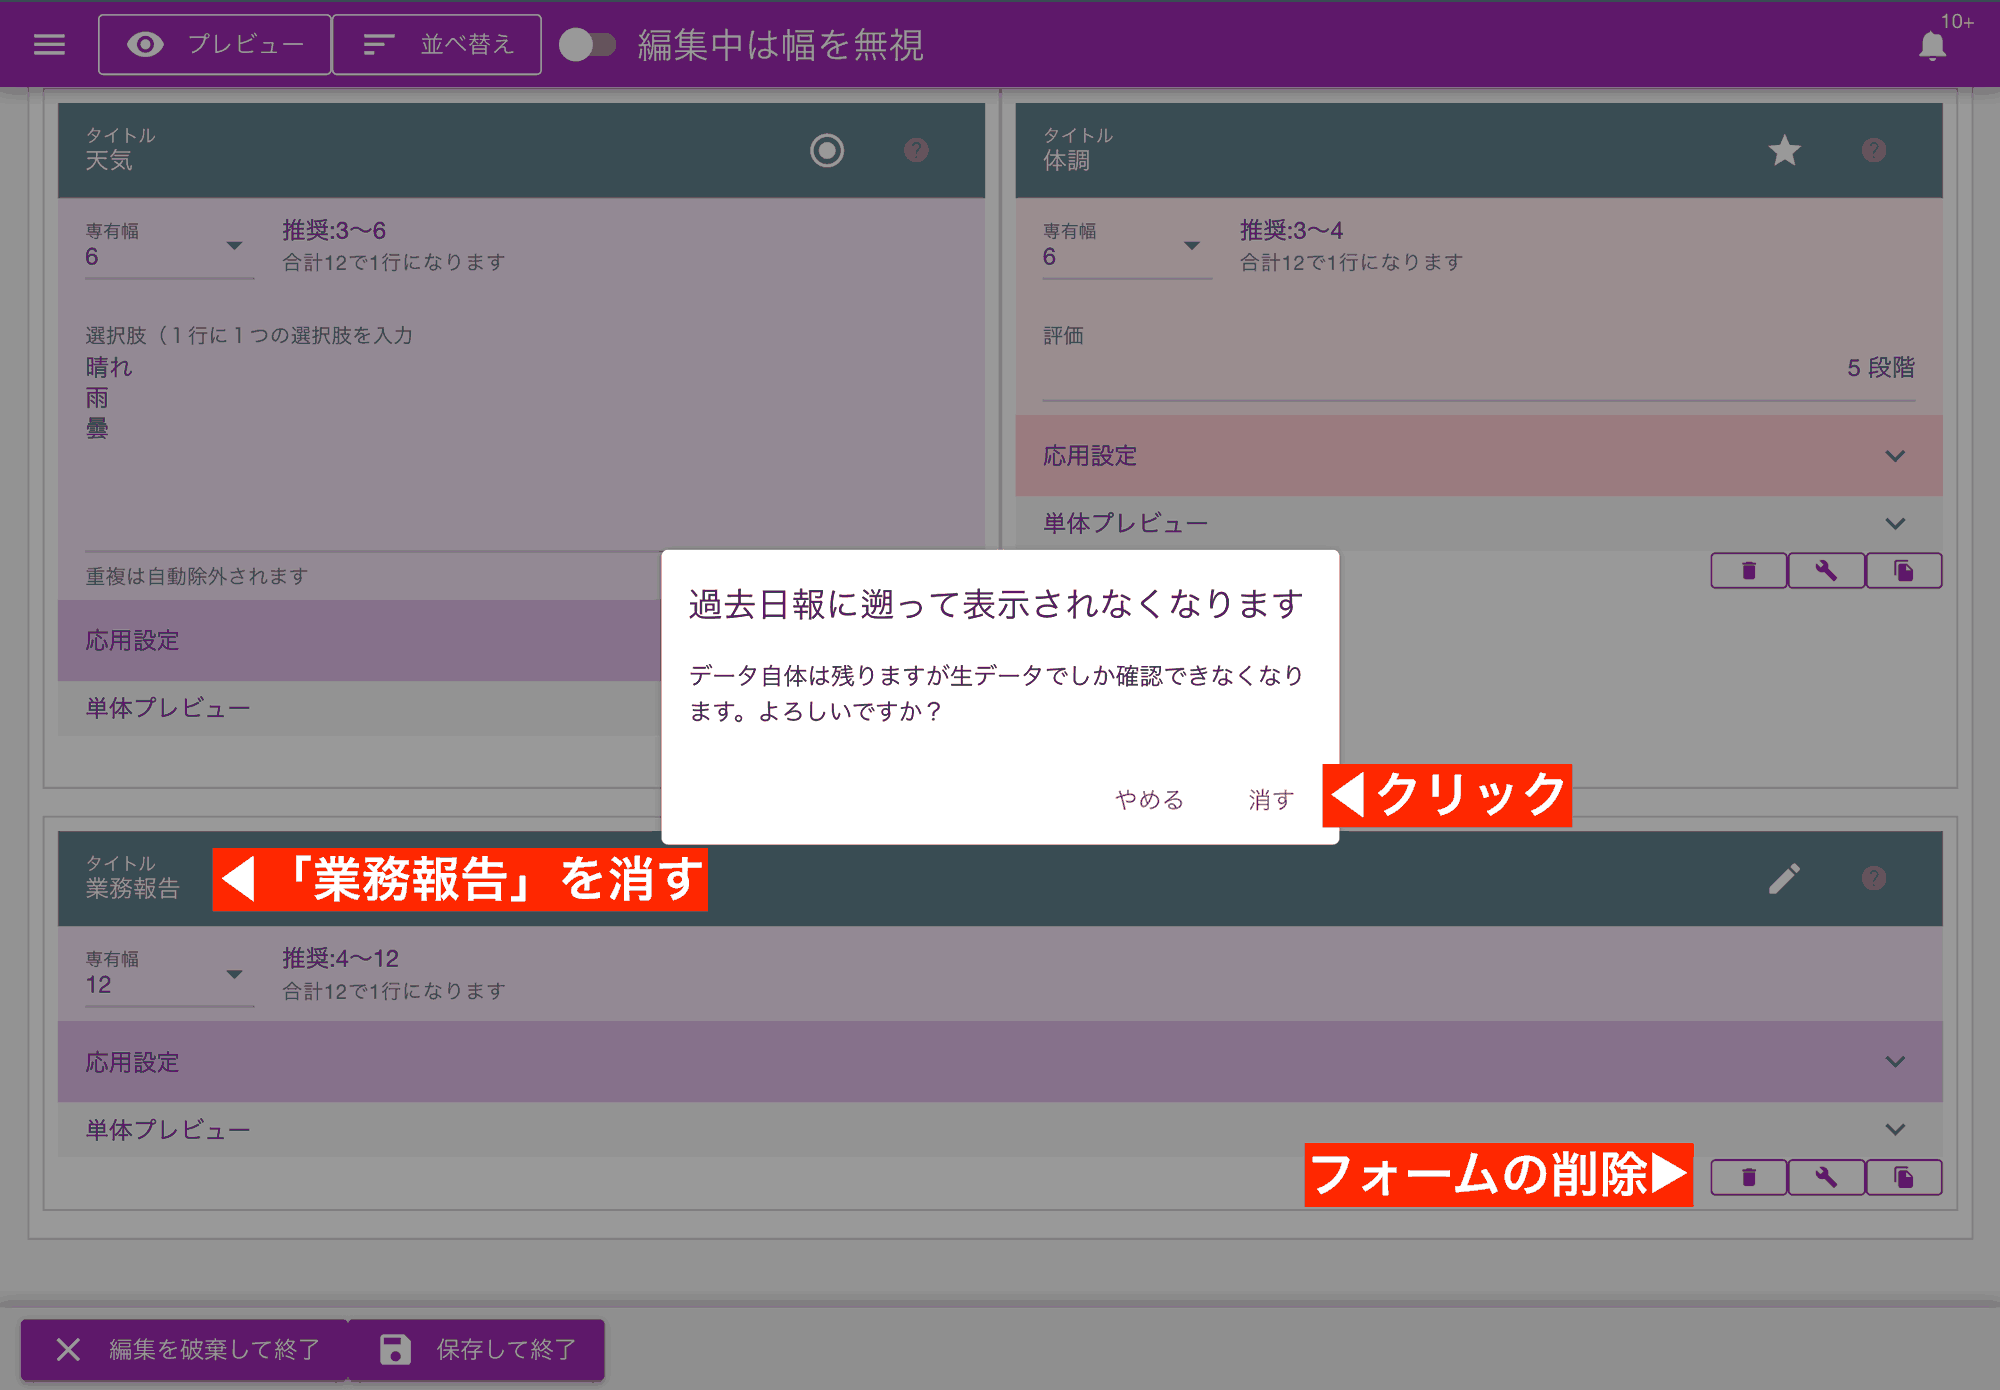 プレビュー
並べ替え
編集中は幅を無視
10+
タイトル
天気
?
専有幅
6
推奨:3〜6
合計12で1行になります
選択肢（１行に１つの選択肢を入力
晴れ
雨
曇
重複は自動除外されます
応用設定
単体プレビュー
タイトル
体調
?
専有幅
6
推奨:3〜4
合計12で1行になります
評価
5 段階
応用設定
単体プレビュー
過去日報に遡って表示されなくなります
データ自体は残りますが生データでしか確認できなくなり
ます。よろしいですか？
やめる
消す
◀クリック
タイトル
業務報告
◀「業務報告」を消す
?
専有幅
12
推奨:4〜12
合計12で1行になります
応用設定
単体プレビュー
フォームの削除▶
編集を破棄して終了
保存して終了